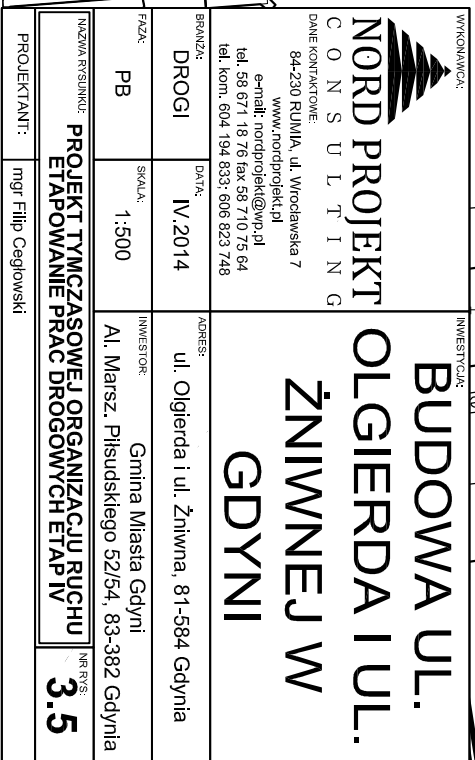 WYKONAWCA:
NORD PROJEKT
CONSULTING
DANE KONTAKTOWE:
84-230 RUMIA, ul. Wrocławska 7
www.nordprojekt.pl
e-mail: nordprojekt@wp.pl
tel. 58 671 18 76 fax 58 710 75 64
tel. kom: 604 194 833; 606 823 748
INWESTYCJA:
BUDOWA UL.
OLGIERDA I UL.
ŻNIWNEJ W
GDYNI
BRANŻA:
DROGI
DATA:
IV.2014
ADRES:
ul. Olgierda i ul. Żniwna, 81-584 Gdynia
FAZA:
PB
SKALA:
1:500
INWESTOR:
Gmina Miasta Gdyni
Al. Marsz. Piłsudskiego 52/54, 83-382 Gdynia
NAZWA RYSUNKU:
PROJEKT TYMCZASOWEJ ORGANIZACJU RUCHU
ETAPOWANIE PRAC DROGOWYCH ETAP IV
NR RYS:
3.5
PROJEKTANT:
mgr Filip Cegłowski